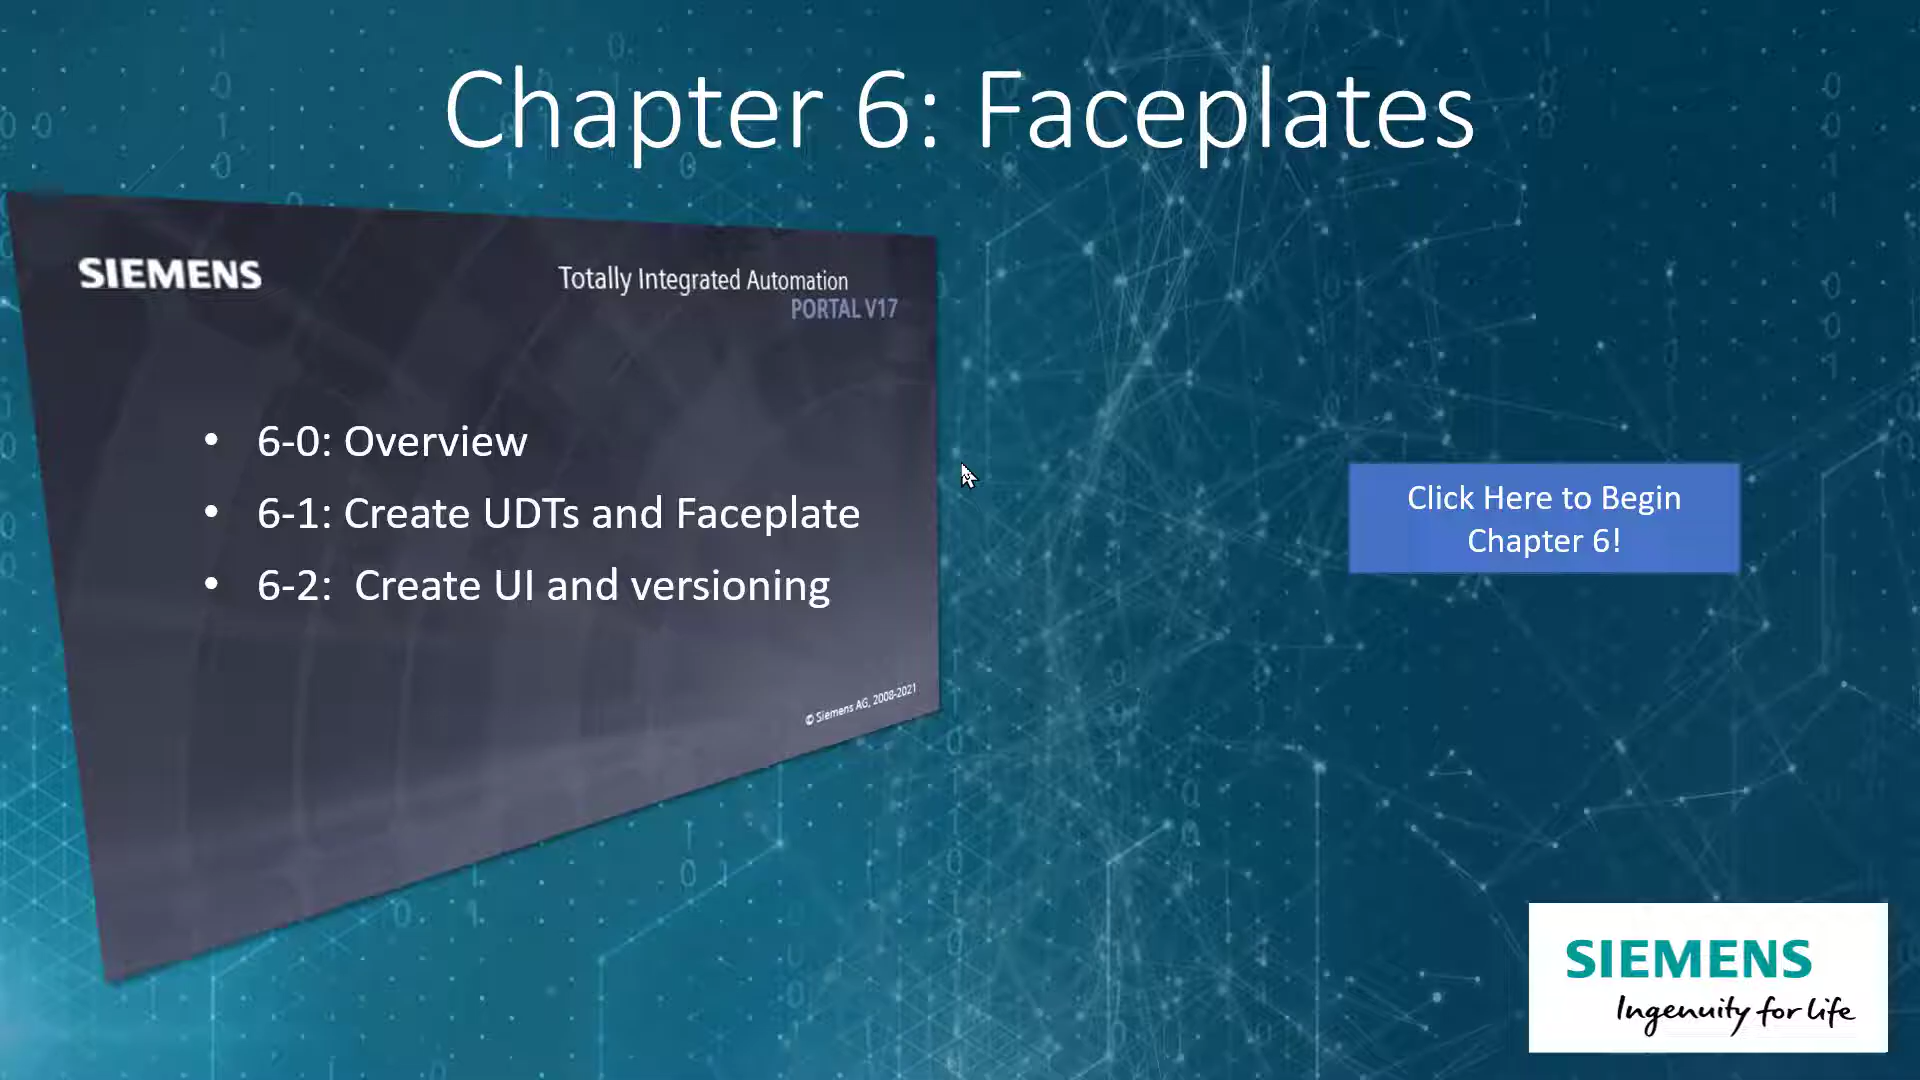 Chapter 6: Faceplates
SIEMENS
Totally Integrated Automation
PORTAL V17
• 6-0: Overview
• 6-1: Create UDTs and Faceplate
• 6-2: Create UI and versioning
© Siemens AG, 2008-2021
Click Here to Begin
Chapter 6!
SIEMENS
Ingenuity for life